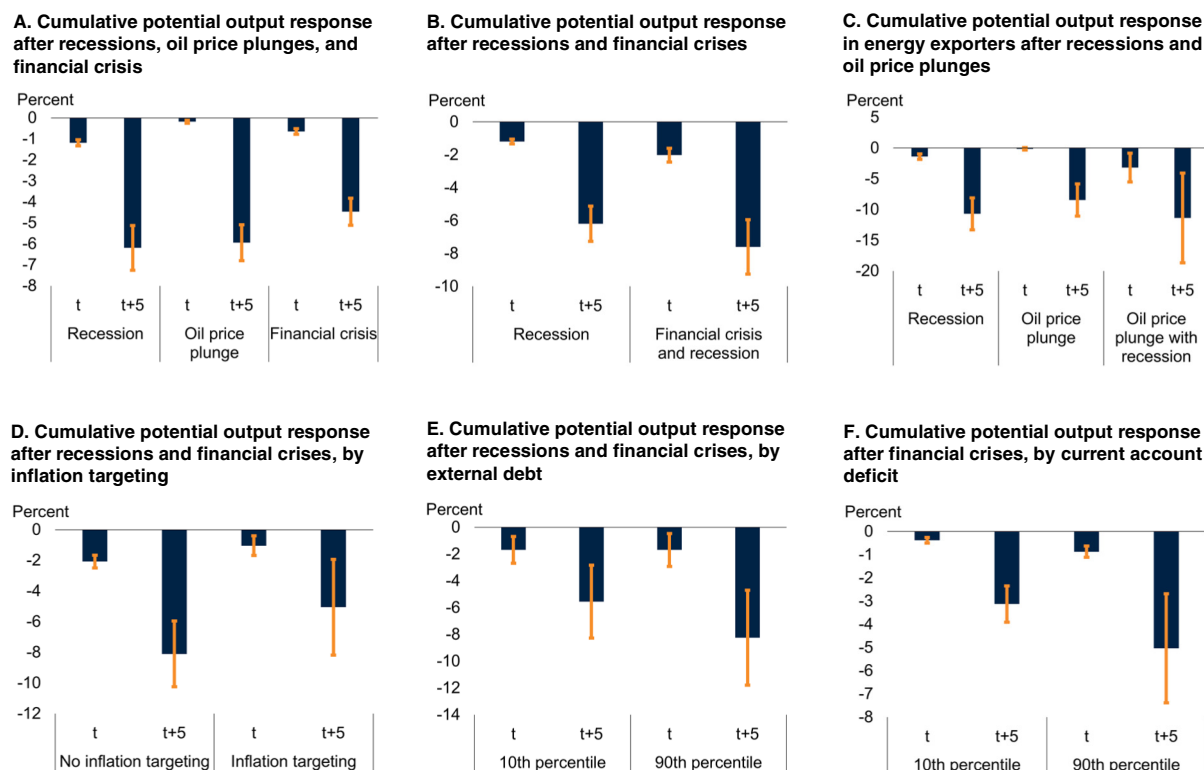 A. Cumulative potential output response
after recessions, oil price plunges, and
financial crisis
Percent
0
-1
-2
-3
-4
-5
-6
-7
-8
t t+5 t t+5 t t+5
Recession Oil price Financial crisis
plunge
B. Cumulative potential output response
after recessions and financial crises
Percent
0
-2
-4
-6
-8
-10
t t+5 t t+5
Recession Financial crisis
and recession
C. Cumulative potential output response
in energy exporters after recessions and
oil price plunges
Percent
5
0
-5
-10
-15
-20
t t+5 t t+5 t t+5
Recession Oil price Oil price
plunge plunge with
recession
D. Cumulative potential output response
after recessions and financial crises, by
inflation targeting
Percent
0
-2
-4
-6
-8
-10
-12
t t+5 t t+5
No inflation targeting Inflation targeting
E. Cumulative potential output response
after recessions and financial crises, by
external debt
Percent
0
-2
-4
-6
-8
-10
-12
-14
t t+5 t t+5
10th percentile 90th percentile
F. Cumulative potential output response
after financial crises, by current account
deficit
Percent
0
-1
-2
-3
-4
-5
-6
-7
-8
t t+5 t t+5
10th percentile 90th percentile